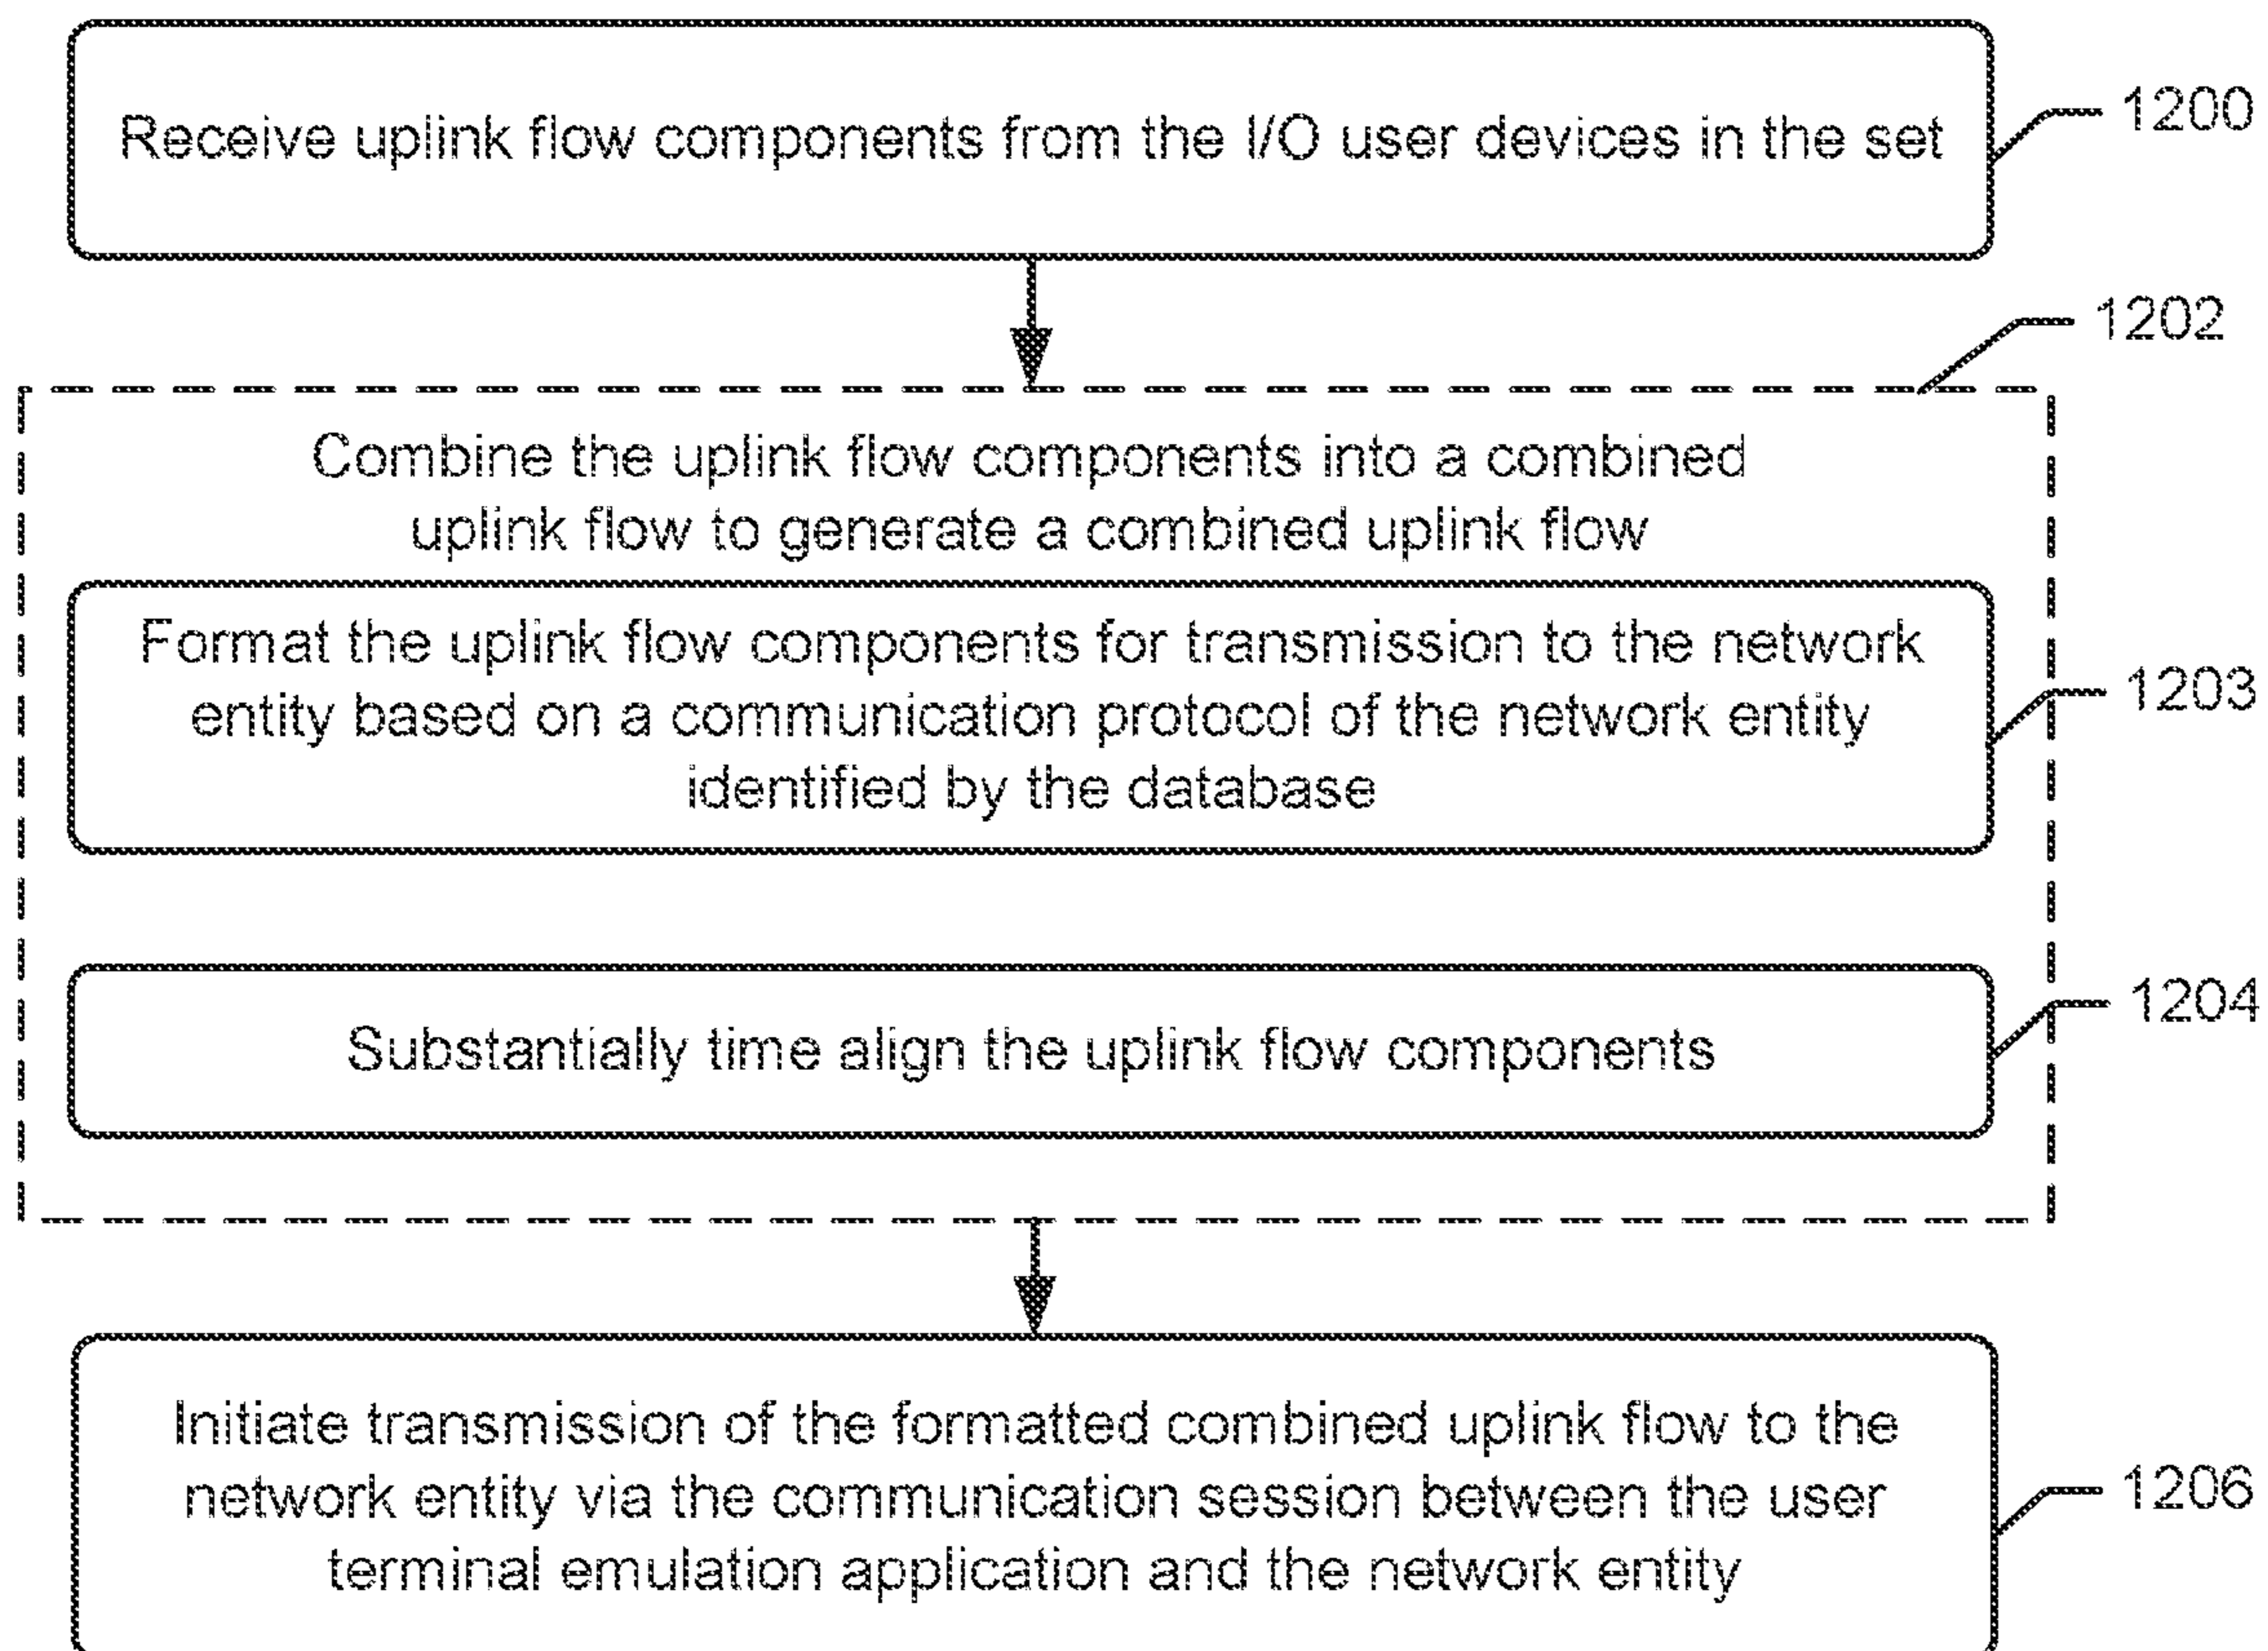 Receive uplink flow components from the I/O user devices in the set
1200
1202
Combine the uplink flow components into a combined
uplink flow to generate a combined uplink flow
Format the uplink flow components for transmission to the network
entity based on a communication protocol of the network entity
identified by the database
1203
Substantially time align the uplink flow components
1204
Initiate transmission of the formatted combined uplink flow to the
network entity via the communication session between the user
terminal emulation application and the network entity
1206